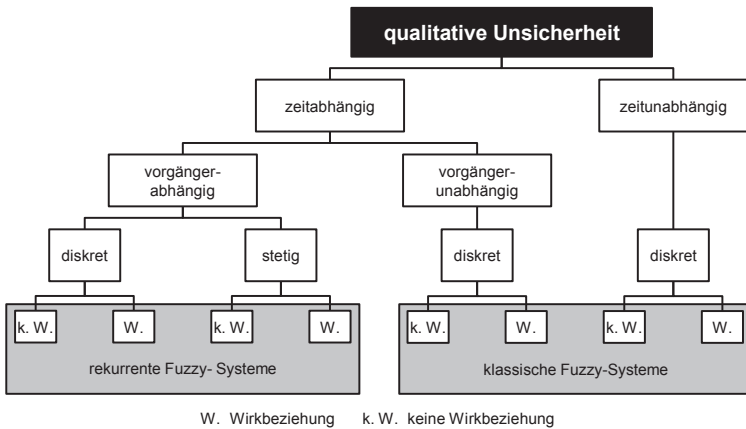 qualitative Unsicherheit
zeitabhängig
zeitunabhängig
vorgänger-
abhängig
vorgänger-
unabhängig
diskret
stetig
diskret
diskret
k. W.
W.
k. W.
W.
k. W.
W.
k. W.
W.
rekurrente Fuzzy- Systeme
klassische Fuzzy-Systeme
W. Wirkbeziehung
k. W. keine Wirkbeziehung